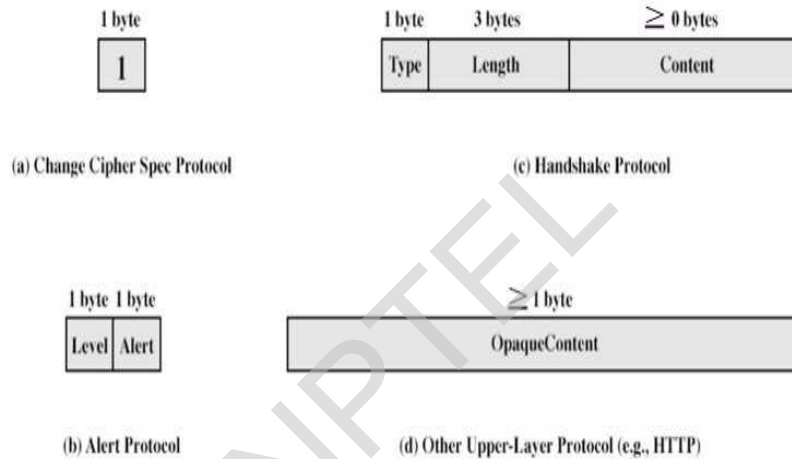 1 byte
1
(a) Change Cipher Spec Protocol
1 byte 3 bytes ≥ 0 bytes
Type Length Content
(c) Handshake Protocol
1 byte 1 byte
Level Alert
(b) Alert Protocol
≥ 1 byte
OpaqueContent
(d) Other Upper-Layer Protocol (e.g., HTTP)
NPTEL